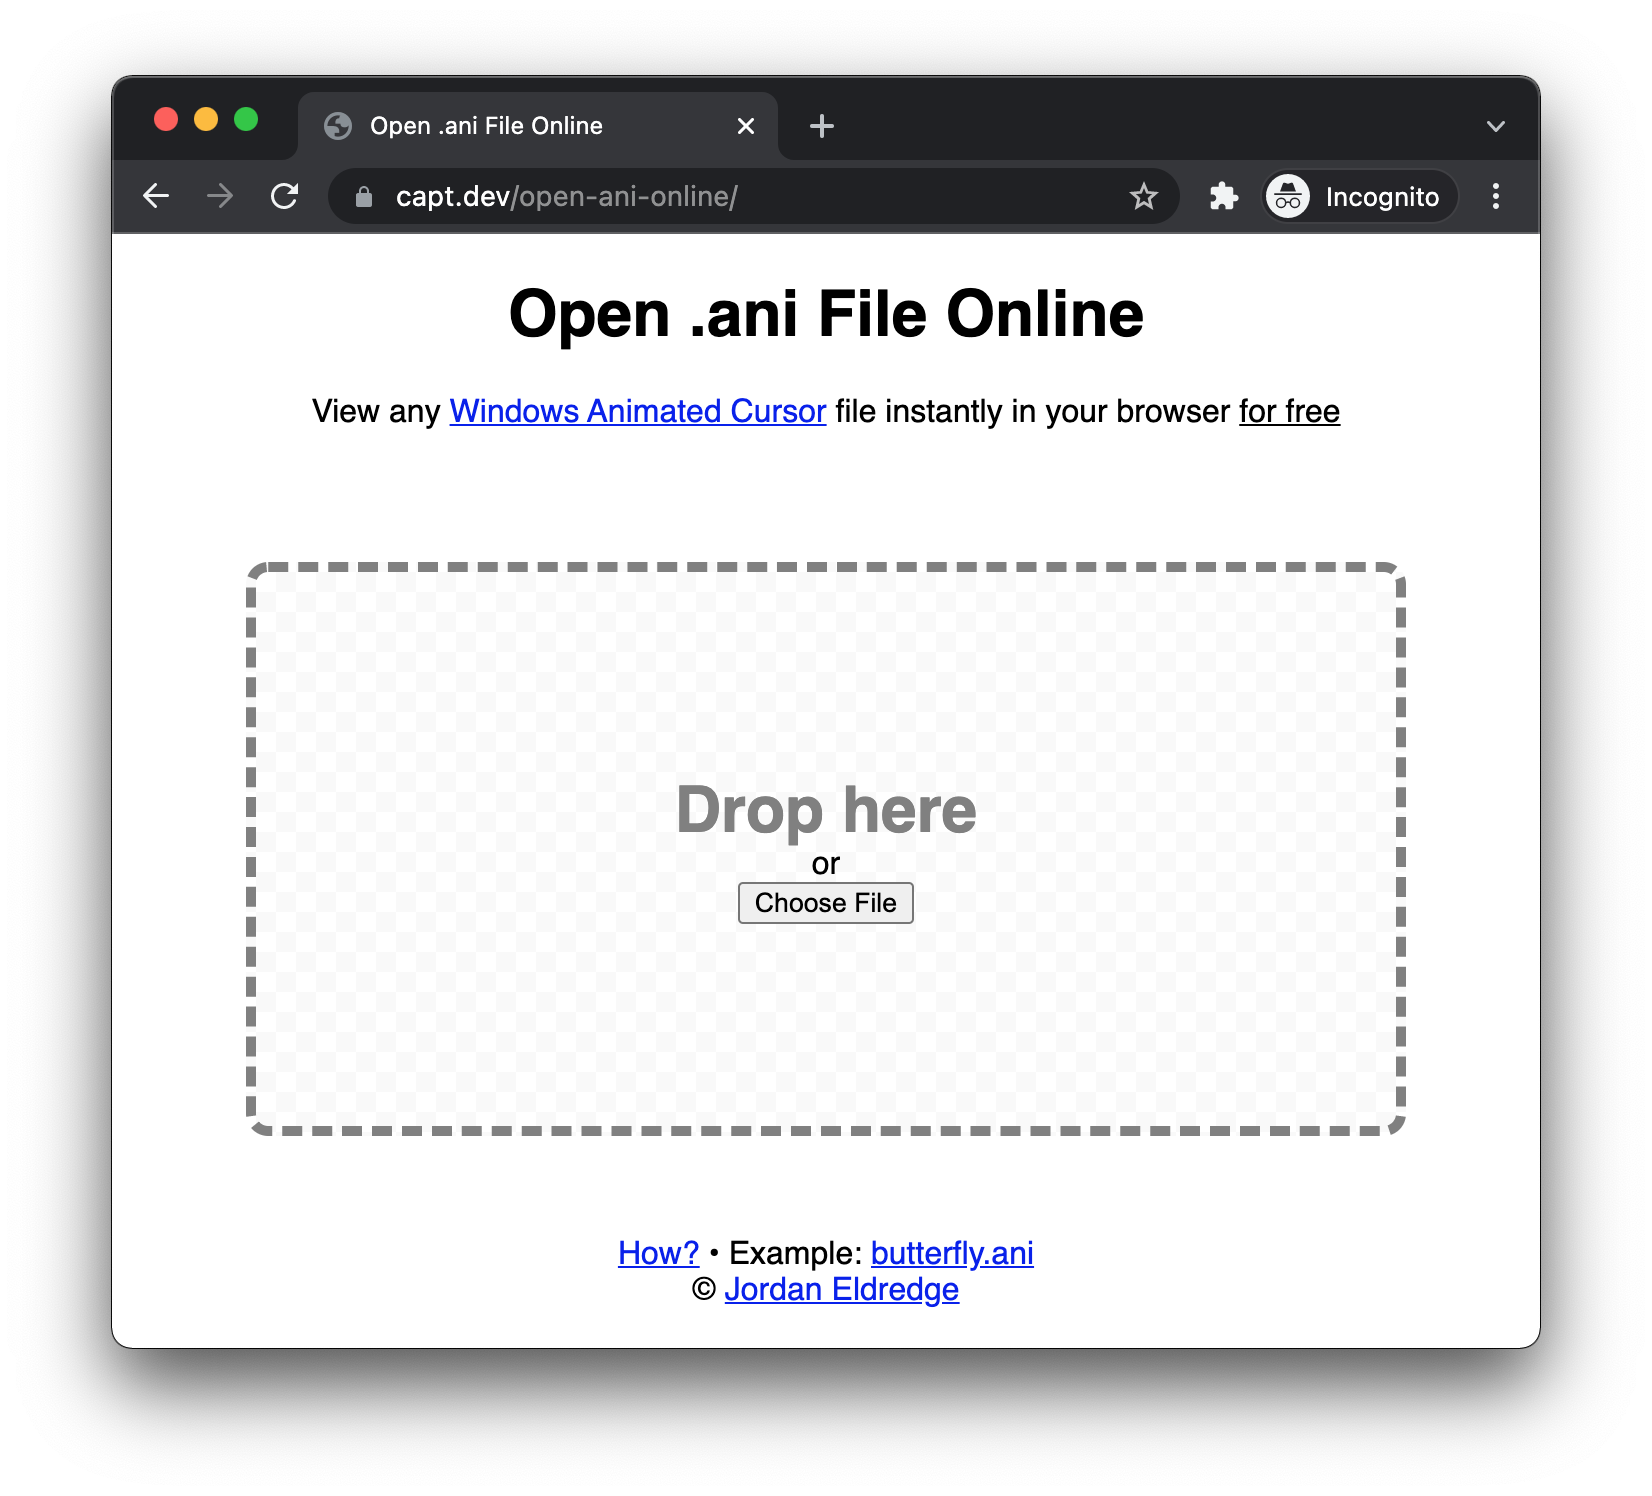 Open .ani File Online
capt.dev/open-ani-online/
Incognito
Open .ani File Online
View any Windows Animated Cursor file instantly in your browser for free
Drop here
or
Choose File
How? • Example: butterfly.ani
© Jordan Eldredge